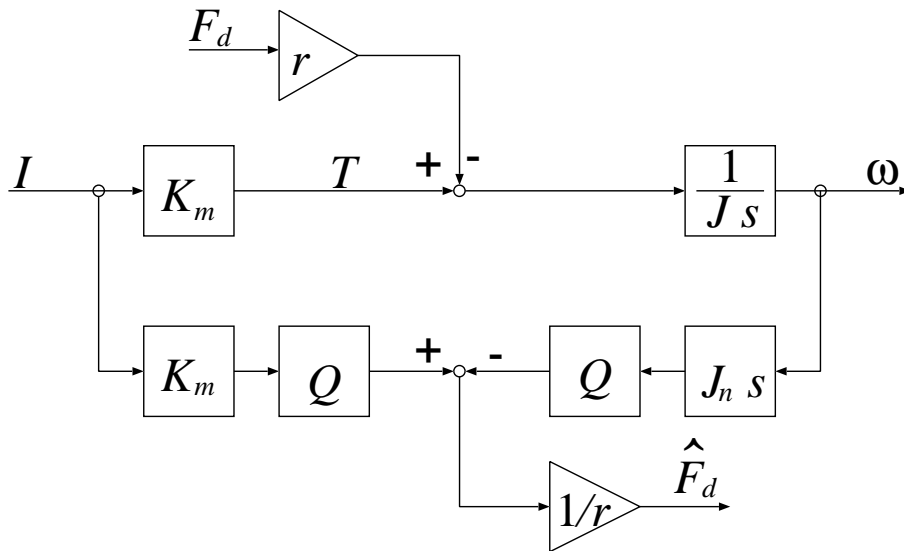 F_d
r
I
K_m
T
+
-
1
J s
ω
K_m
Q
+
-
Q
J_n s
1/r
F̂_d